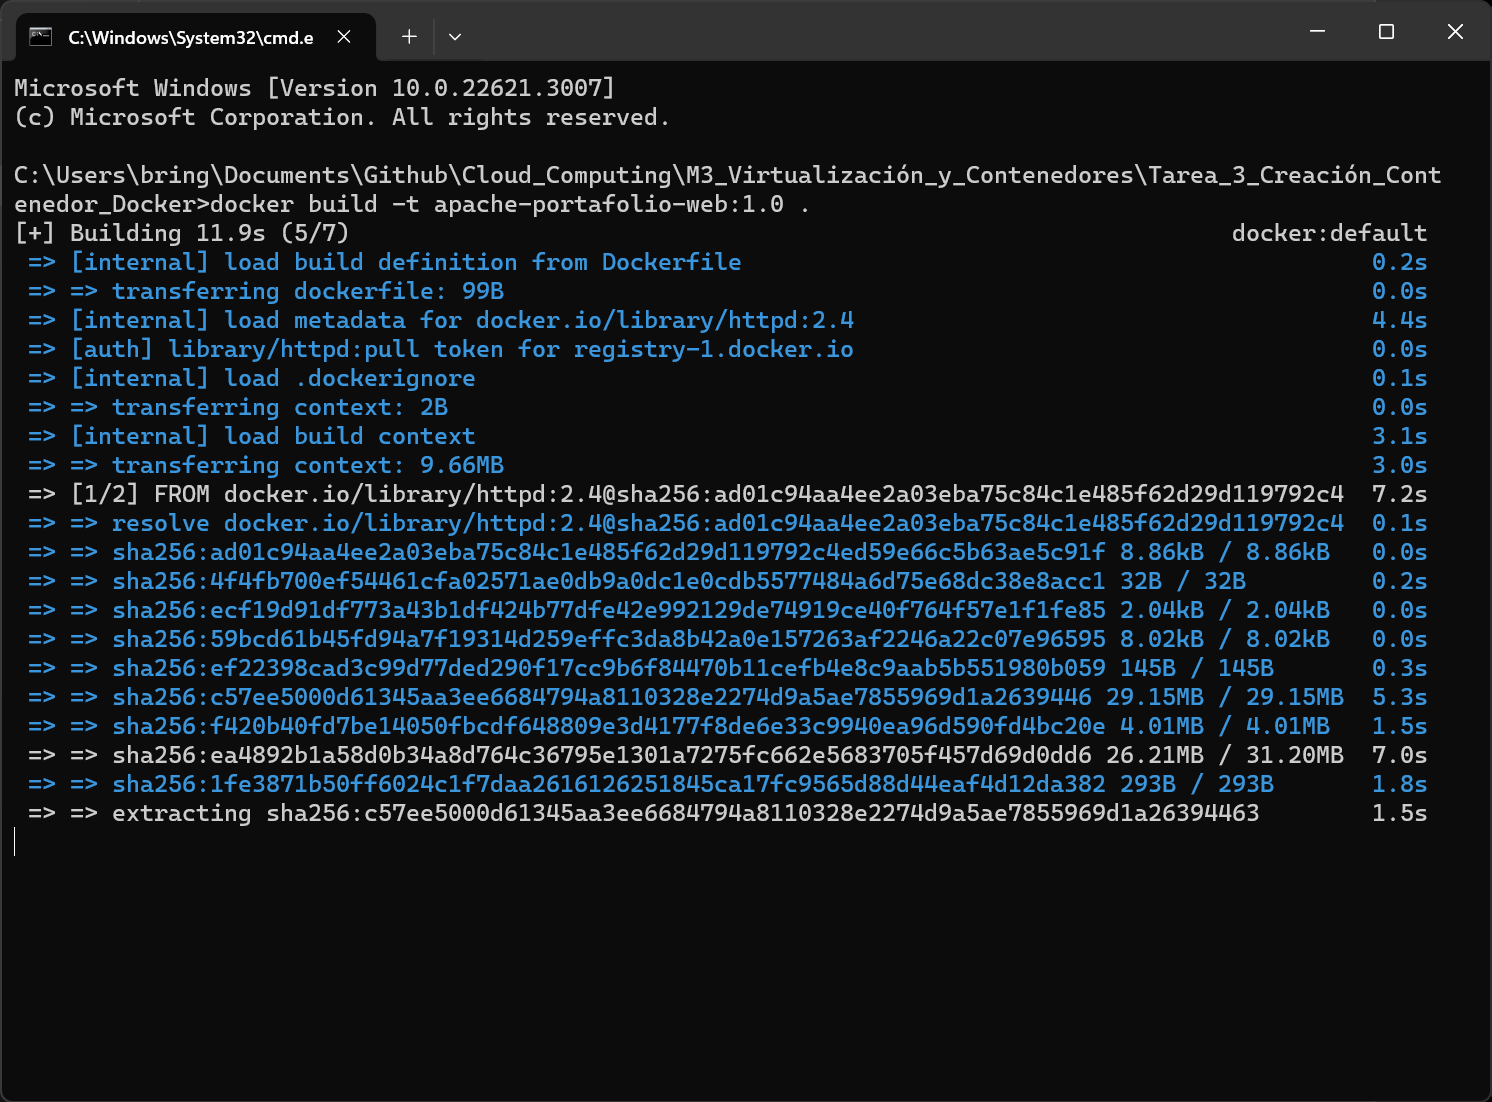 C:\Windows\System32\cmd.e
Microsoft Windows [Version 10.0.22621.3007]
(c) Microsoft Corporation. All rights reserved.
C:\Users\bring\Documents\Github\Cloud_Computing\M3_Virtualización_y_Contenedores\Tarea_3_Creación_Cont
enedor_Docker>docker build -t apache-portafolio-web:1.0 .
[+] Building 11.9s (5/7) docker:default
=> [internal] load build definition from Dockerfile 0.2s
=> => transferring dockerfile: 99B 0.0s
=> [internal] load metadata for docker.io/library/httpd:2.4 4.4s
=> [auth] library/httpd:pull token for registry-1.docker.io 0.0s
=> [internal] load .dockerignore 0.1s
=> => transferring context: 2B 0.0s
=> [internal] load build context 3.1s
=> => transferring context: 9.66MB 3.0s
=> [1/2] FROM docker.io/library/httpd:2.4@sha256:ad01c94aa4ee2a03eba75c84c1e485f62d29d119792c4 7.2s
=> => resolve docker.io/library/httpd:2.4@sha256:ad01c94aa4ee2a03eba75c84c1e485f62d29d119792c4 0.1s
=> => sha256:ad01c94aa4ee2a03eba75c84c1e485f62d29d119792c4ed59e66c5b63ae5c91f 8.86kB / 8.86kB 0.0s
=> => sha256:4f4fb700ef54461cfa02571ae0db9a0dc1e0cdb5577484a6d75e68dc38e8acc1 32B / 32B 0.2s
=> => sha256:ecf19d91df773a43b1df424b77dfe42e992129de74919ce40f764f57e1f1fe85 2.04kB / 2.04kB 0.0s
=> => sha256:59bcd61b45fd94a7f19314d259effc3da8b42a0e157263af2246a22c07e96595 8.02kB / 8.02kB 0.0s
=> => sha256:ef22398cad3c99d77ded290f17cc9b6f84470b11cefb4e8c9aab5b551980b059 145B / 145B 0.3s
=> => sha256:c57ee5000d61345aa3ee6684794a8110328e2274d9a5ae7855969d1a2639446 29.15MB / 29.15MB 5.3s
=> => sha256:f420b40fd7be14050fbcdf648809e3d4177f8de6e33c9940ea96d590fd4bc20e 4.01MB / 4.01MB 1.5s
=> => sha256:ea4892b1a58d0b34a8d764c36795e1301a7275fc662e5683705f457d69d0dd6 26.21MB / 31.20MB 7.0s
=> => sha256:1fe3871b50ff6024c1f7daa2616126251845ca17fc9565d88d44eaf4d12da382 293B / 293B 1.8s
=> => extracting sha256:c57ee5000d61345aa3ee6684794a8110328e2274d9a5ae7855969d1a26394463 1.5s